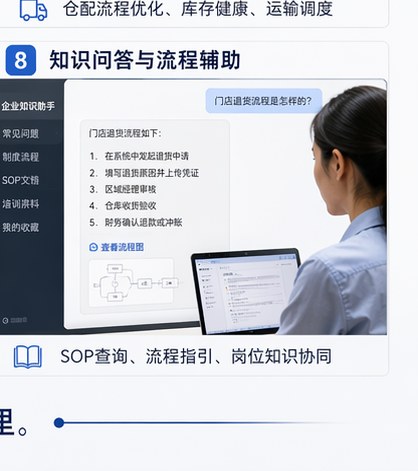 仓配流程优化、库存健康、运输调度
8 知识问答与流程辅助
企业知识助手
常见问题
制度流程
SOP文档
培训资料
我的收藏
门店退货流程是怎样的？
门店退货流程如下：
1. 在系统中发起退货申请
2. 填写退货原因并上传凭证
3. 区域经理审核
4. 仓库收货验收
5. 财务确认退款或冲账
查看流程图
SOP查询、流程指引、岗位知识协同
里。